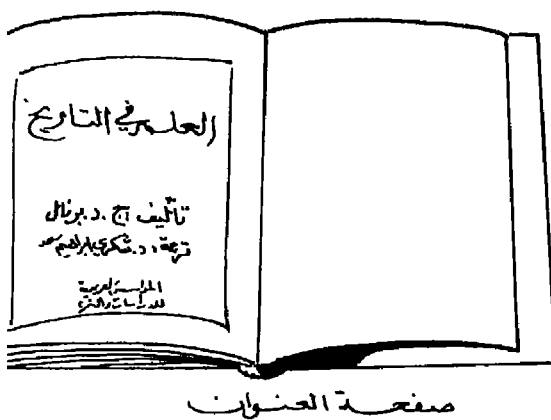 العلم في التاريخ
تأليف ج . د . برنال
ترجمة : د . شكري ابراهيم سعد
المؤسسة العربية
للدراسات والنشر
صفحة العنوان